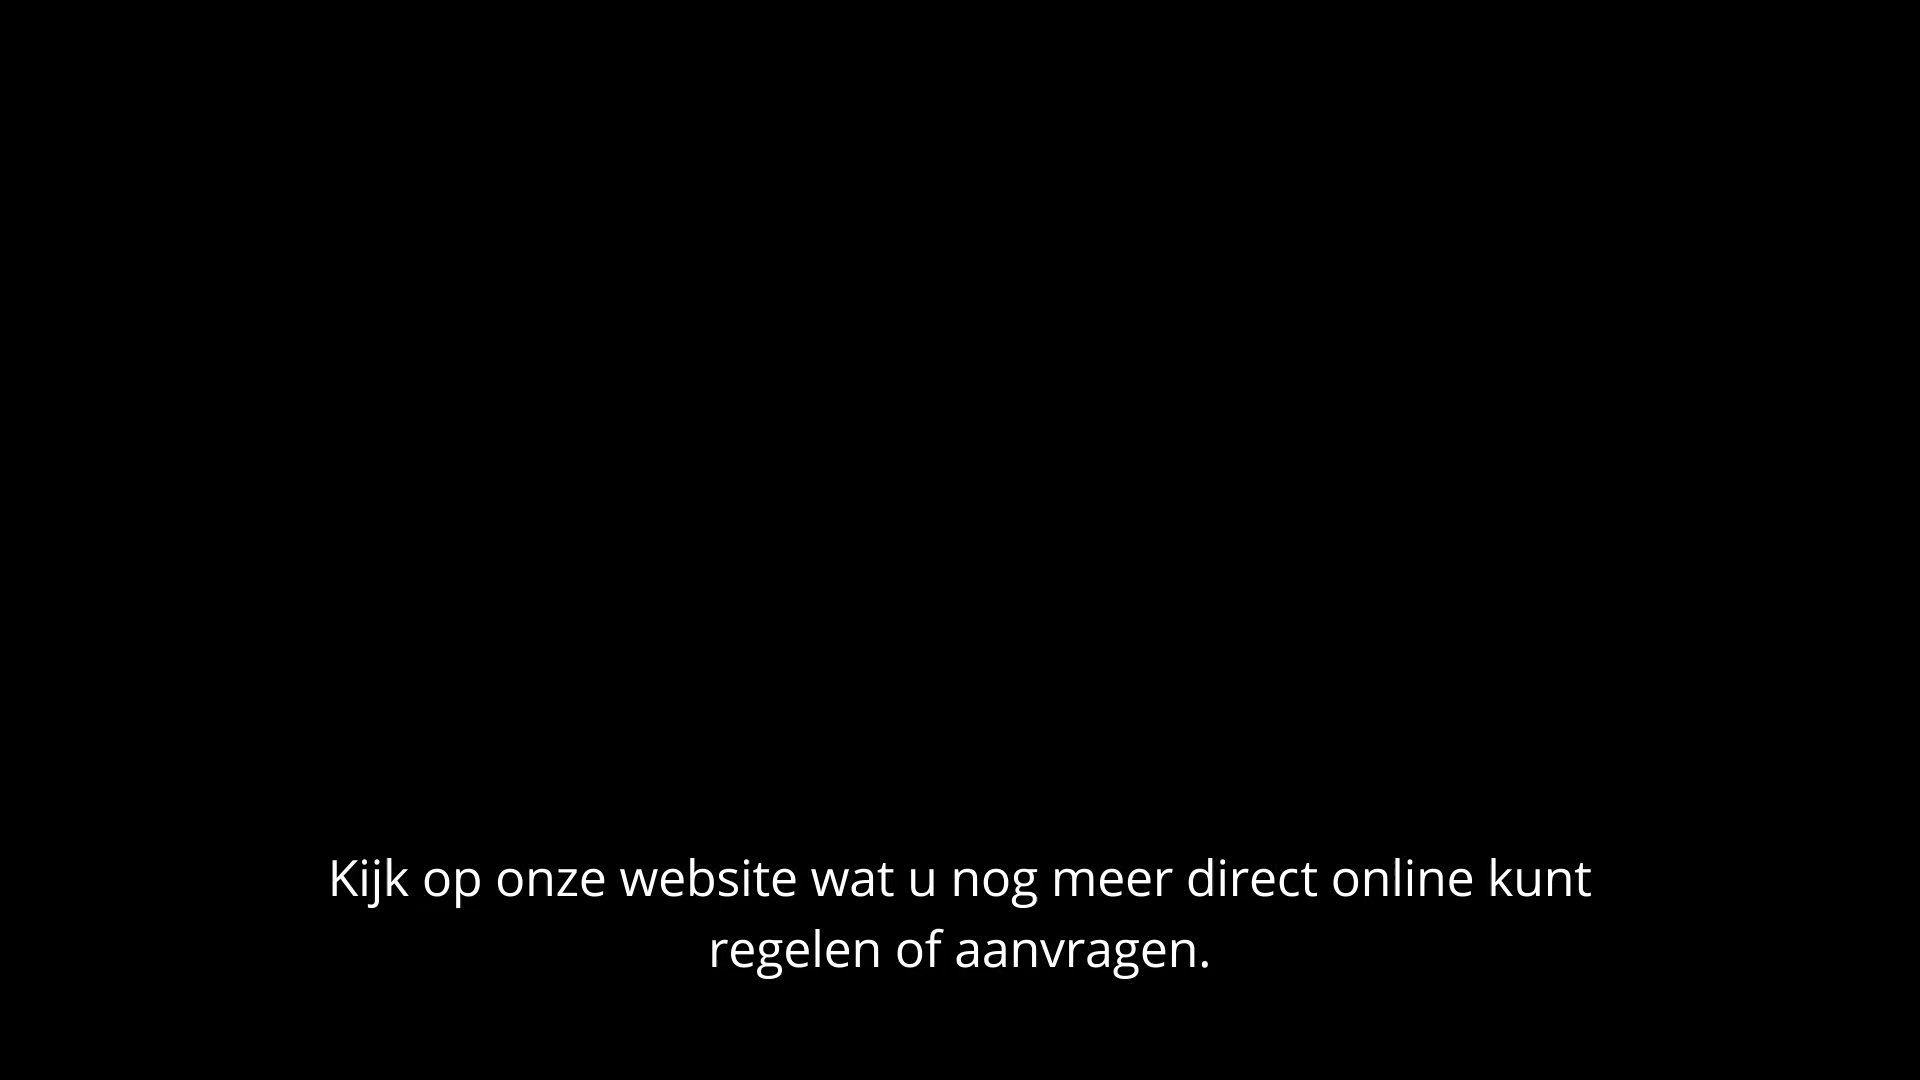 Kijk op onze website wat u nog meer direct online kunt
regelen of aanvragen.